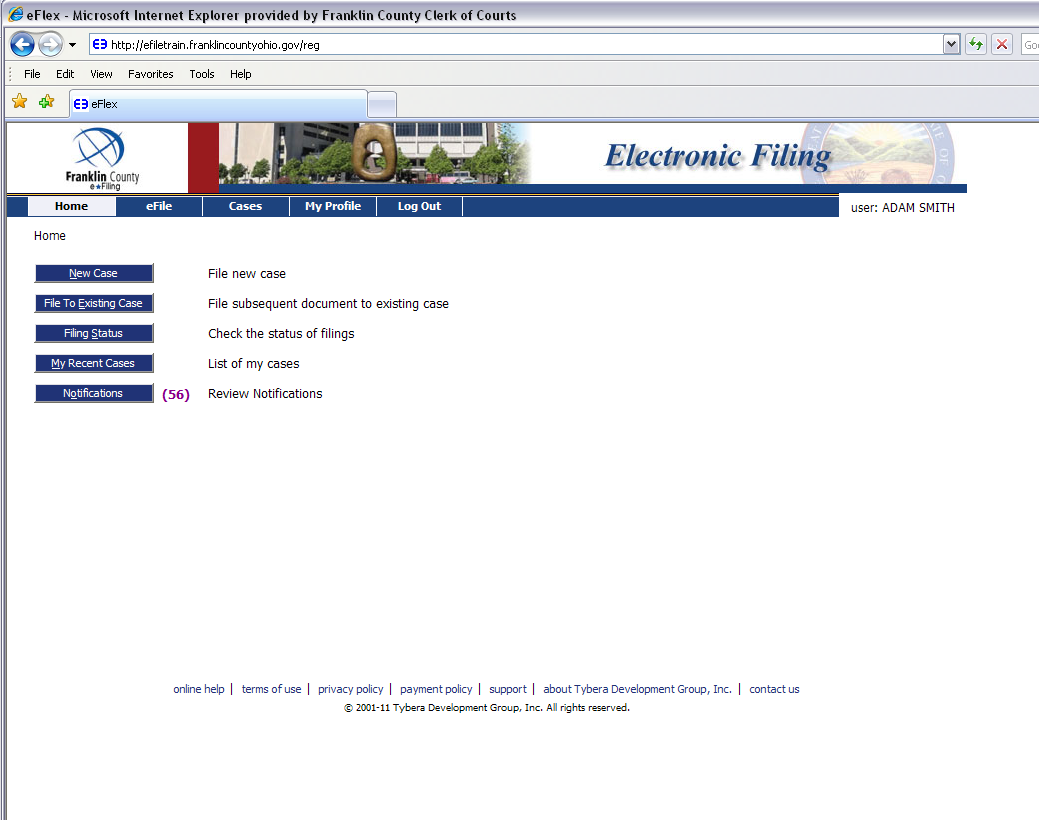 eFlex - Microsoft Internet Explorer provided by Franklin County Clerk of Courts
http://efiletrain.franklincountyohio.gov/reg
Goo
File Edit View Favorites Tools Help
eFlex
Franklin County
e★Filing
Electronic Filing
Home eFile Cases My Profile Log Out user: ADAM SMITH
Home
New Case File new case
File To Existing Case File subsequent document to existing case
Filing Status Check the status of filings
My Recent Cases List of my cases
Notifications (56) Review Notifications
online help | terms of use | privacy policy | payment policy | support | about Tybera Development Group, Inc. | contact us
© 2001-11 Tybera Development Group, Inc. All rights reserved.